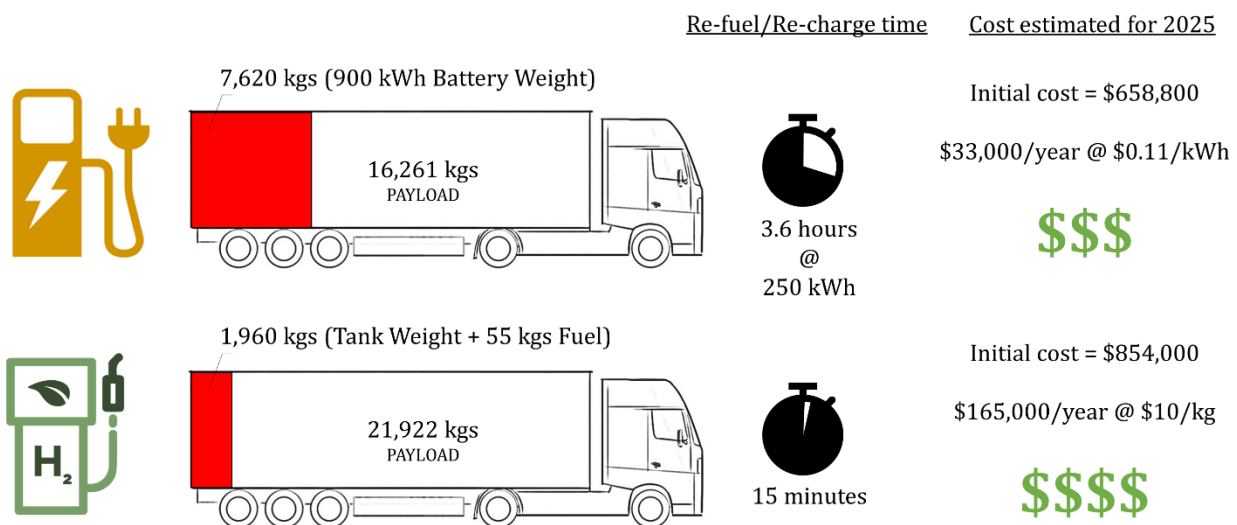 Re-fuel/Re-charge time
Cost estimated for 2025
7,620 kgs (900 kWh Battery Weight)
16,261 kgs
PAYLOAD
3.6 hours
@
250 kWh
Initial cost = $658,800
$33,000/year @ $0.11/kWh
$$$
1,960 kgs (Tank Weight + 55 kgs Fuel)
H₂
21,922 kgs
PAYLOAD
15 minutes
Initial cost = $854,000
$165,000/year @ $10/kg
$$$$